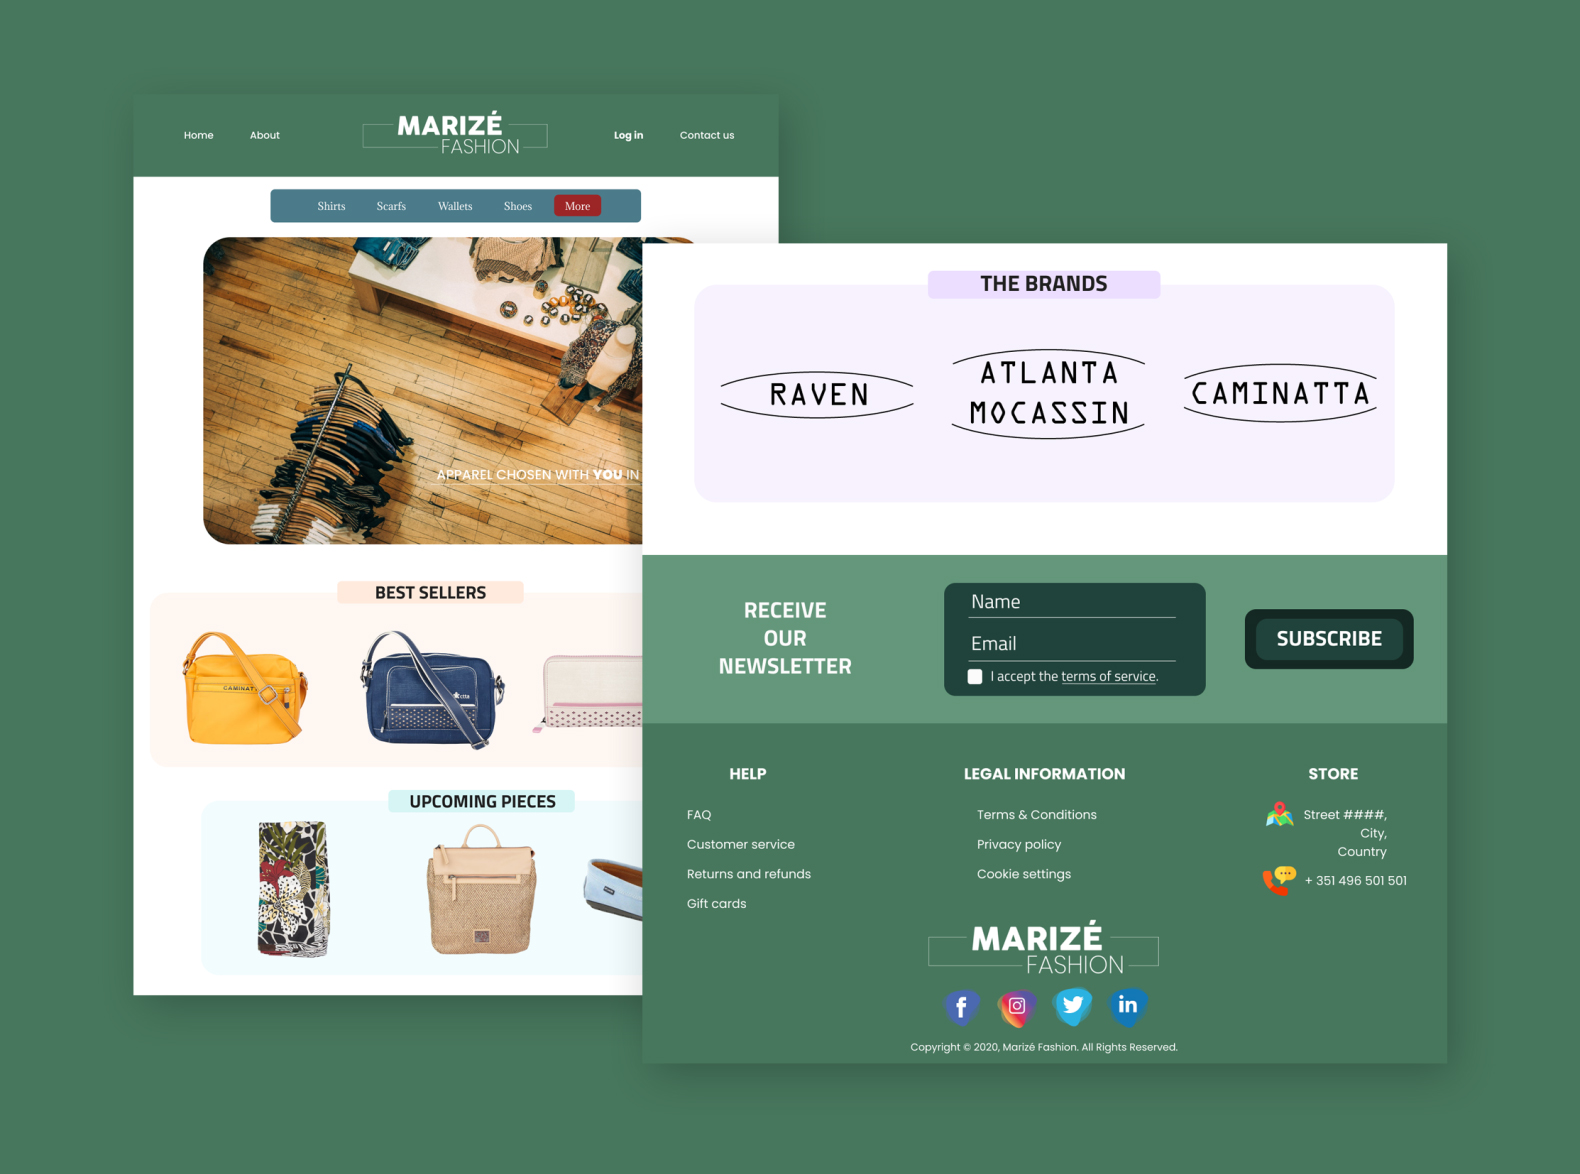 Home
About
MARIZÉ
FASHION
Log in
Contact us
Shirts
Scarfs
Wallets
Shoes
More
APPAREL CHOSEN WITH YOU IN
BEST SELLERS
UPCOMING PIECES
THE BRANDS
RAVEN
ATLANTA
MOCASSIN
CAMINATTA
RECEIVE
OUR
NEWSLETTER
Name
Email
I accept the terms of service.
SUBSCRIBE
HELP
FAQ
Customer service
Returns and refunds
Gift cards
LEGAL INFORMATION
Terms & Conditions
Privacy policy
Cookie settings
STORE
Street ####,
City,
Country
+ 351 496 501 501
MARIZÉ
FASHION
Copyright © 2020, Marizé Fashion. All Rights Reserved.